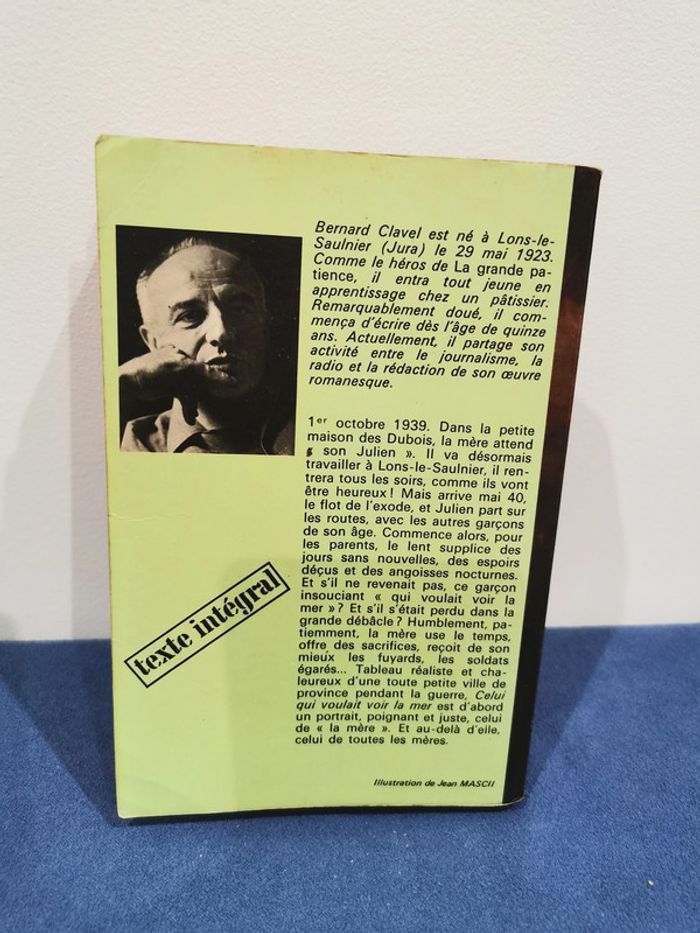 Bernard Clavel est né à Lons-le-
Saulnier (Jura) le 29 mai 1923.
Comme le héros de La grande pa-
tience, il entra tout jeune en
apprentissage chez un pâtissier.
Remarquablement doué, il com-
mença d'écrire dès l'âge de quinze
ans. Actuellement, il partage son
activité entre le journalisme, la
radio et la rédaction de son œuvre
romanesque.
1er octobre 1939. Dans la petite
maison des Dubois, la mère attend
son Julien ». Il va désormais
travailler à Lons-le-Saulnier, il ren-
trera tous les soirs, comme ils vont
être heureux ! Mais arrive mai 40,
le flot de l'exode, et Julien part sur
les routes, avec les autres garçons
de son âge. Commence alors, pour
les parents, le lent supplice des
jours sans nouvelles, des espoirs
déçus et des angoisses nocturnes.
Et s'il ne revenait pas, ce garçon
insouciant « qui voulait voir la
mer » ? Et s'il s'était perdu dans la
grande débâcle ? Humblement, pa-
tiemment, la mère use le temps,
offre des sacrifices, reçoit de son
mieux les fuyards, les soldats
égarés... Tableau réaliste et cha-
leureux d'une toute petite ville de
province pendant la guerre, Celui
qui voulait voir la mer est d'abord
un portrait, poignant et juste, celui
de « la mère ». Et au-delà d'elle,
celui de toutes les mères.
texte intégral
Illustration de Jean MASCII